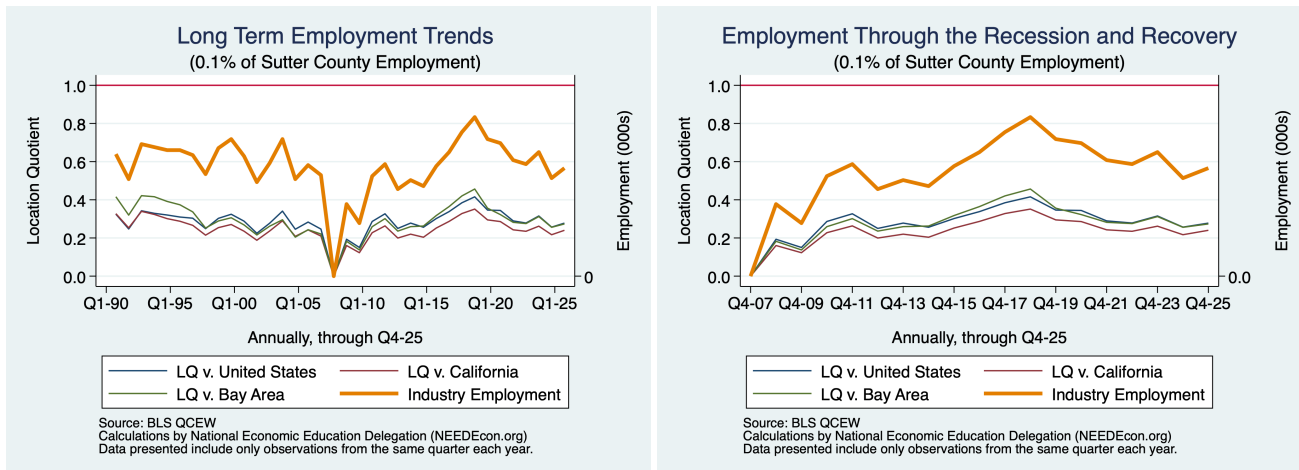 Long Term Employment Trends
(0.1% of Sutter County Employment)
Location Quotient
1.0
0.8
0.6
0.4
0.2
0.0
Employment (000s)
0
Q1-90 Q1-95 Q1-00 Q1-05 Q1-10 Q1-15 Q1-20 Q1-25
Annually, through Q4-25
LQ v. United States LQ v. California
LQ v. Bay Area Industry Employment
Source: BLS QCEW
Calculations by National Economic Education Delegation (NEEDEcon.org)
Data presented include only observations from the same quarter each year.
Employment Through the Recession and Recovery
(0.1% of Sutter County Employment)
Location Quotient
1.0
0.8
0.6
0.4
0.2
0.0
Employment (000s)
0.0
Q4-07 Q4-09 Q4-11 Q4-13 Q4-15 Q4-17 Q4-19 Q4-21 Q4-23 Q4-25
Annually, through Q4-25
LQ v. United States LQ v. California
LQ v. Bay Area Industry Employment
Source: BLS QCEW
Calculations by National Economic Education Delegation (NEEDEcon.org)
Data presented include only observations from the same quarter each year.